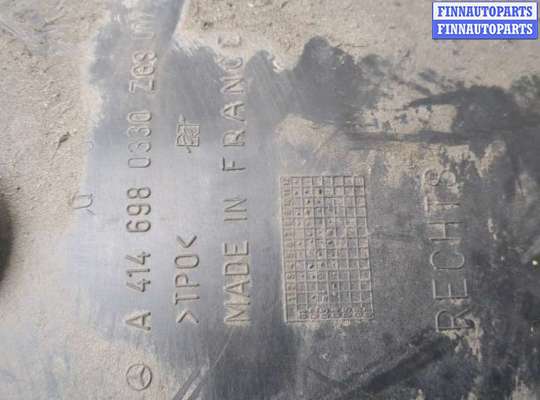 FINNAUTOPARTS
FINNAUTOPARTS
A 414 698 0330
>TPO<
MADE IN FRANCE
RECHTS